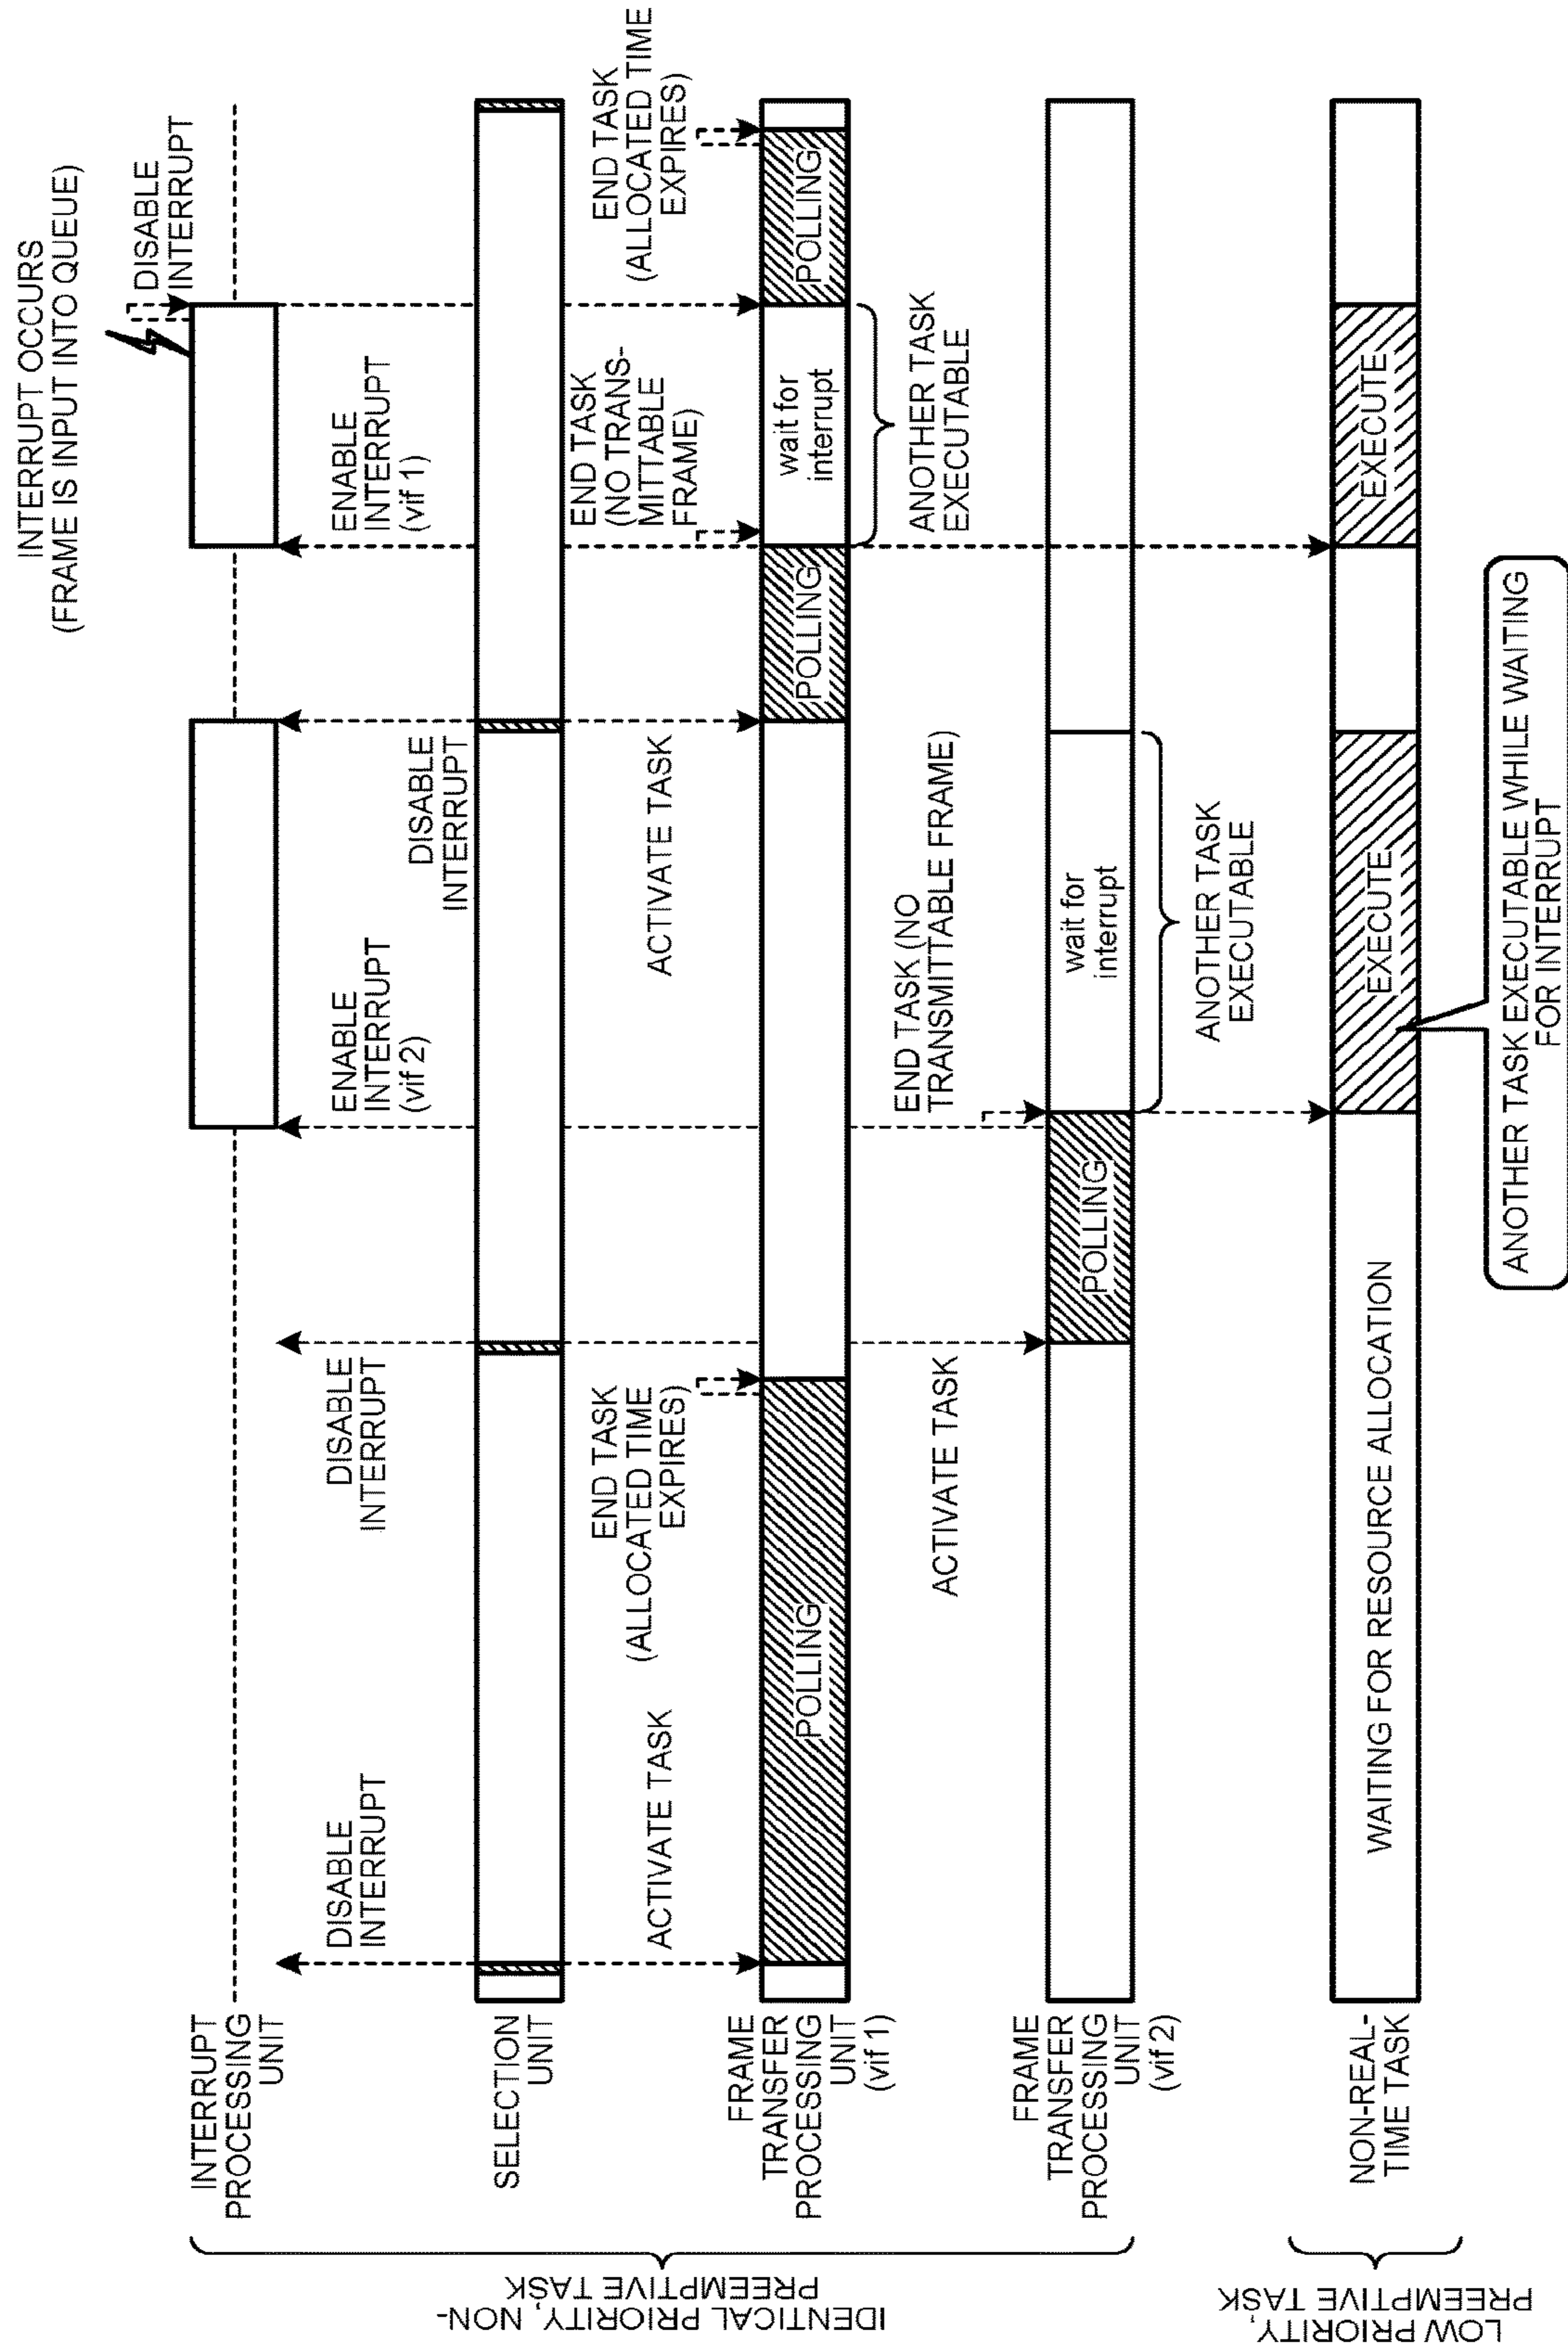 INTERRUPT OCCURS
(FRAME IS INPUT INTO QUEUE)
DISABLE
INTERRUPT
INTERRUPT
PROCESSING
UNIT
DISABLE
INTERRUPT
DISABLE
INTERRUPT
ENABLE
INTERRUPT
(vif 2)
DISABLE
INTERRUPT
ENABLE
INTERRUPT
(vif 1)
SELECTION
UNIT
ACTIVATE TASK
END TASK
(ALLOCATED TIME
EXPIRES)
ACTIVATE TASK
END TASK
(NO TRANS-
MITTABLE
FRAME)
END TASK
(ALLOCATED TIME
EXPIRES)
FRAME
TRANSFER
PROCESSING
UNIT
(vif 1)
POLLING
POLLING
wait for
interrupt
POLLING
ANOTHER TASK
EXECUTABLE
ACTIVATE TASK
END TASK (NO
TRANSMITTABLE FRAME)
FRAME
TRANSFER
PROCESSING
UNIT
(vif 2)
POLLING
wait for
interrupt
ANOTHER TASK
EXECUTABLE
NON-REAL-
TIME TASK
WAITING FOR RESOURCE ALLOCATION
EXECUTE
EXECUTE
ANOTHER TASK EXECUTABLE WHILE WAITING
FOR INTERRUPT
IDENTICAL PRIORITY, NON-
PREEMPTIVE TASK
LOW PRIORITY,
PREEMPTIVE TASK